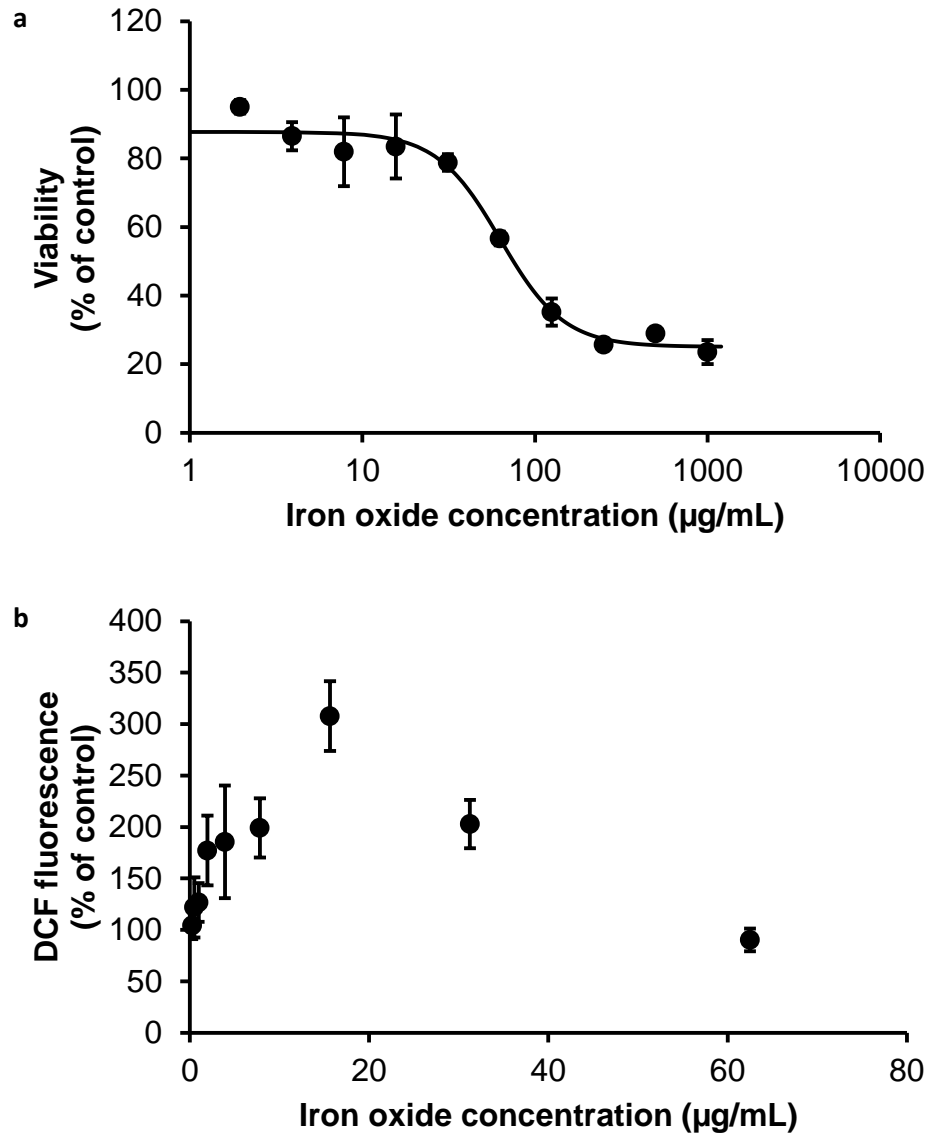 a
120
100
80
60
40
20
0
Viability
(% of control)
1 10 100 1000 10000
Iron oxide concentration (µg/mL)
b
400
350
300
250
200
150
100
50
0
DCF fluorescence
(% of control)
0 20 40 60 80
Iron oxide concentration (µg/mL)